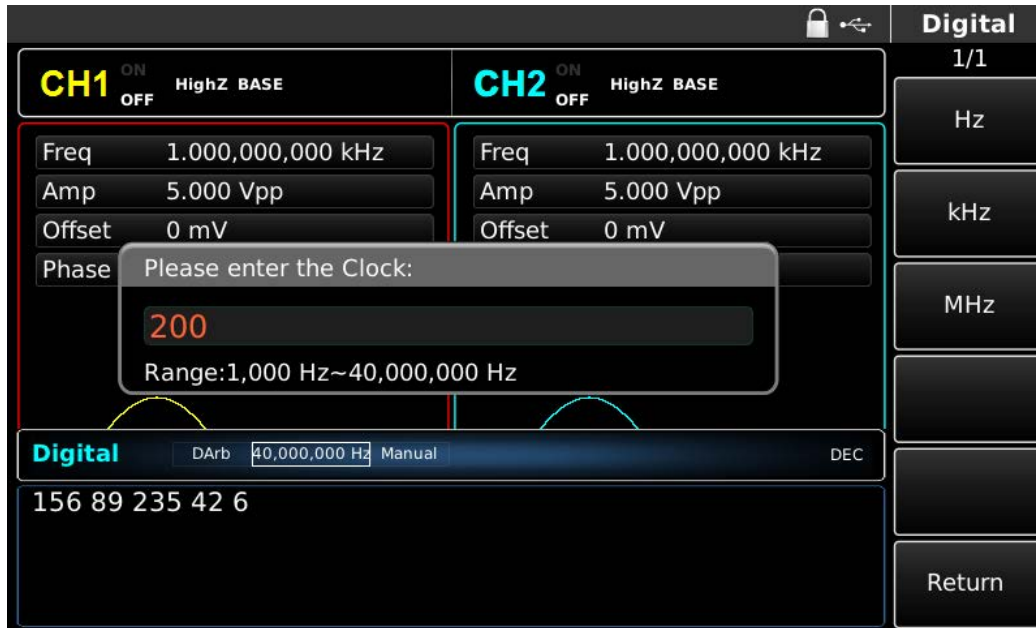 Digital
1/1
CH1 ON OFF HighZ BASE
CH2 ON OFF HighZ BASE
Freq 1.000,000,000 kHz
Amp 5.000 Vpp
Offset 0 mV
Phase
Freq 1.000,000,000 kHz
Amp 5.000 Vpp
Offset 0 mV
Please enter the Clock:
200
Range:1,000 Hz~40,000,000 Hz
Digital DArb 40,000,000 Hz Manual DEC
156 89 235 42 6
Hz
kHz
MHz
Return